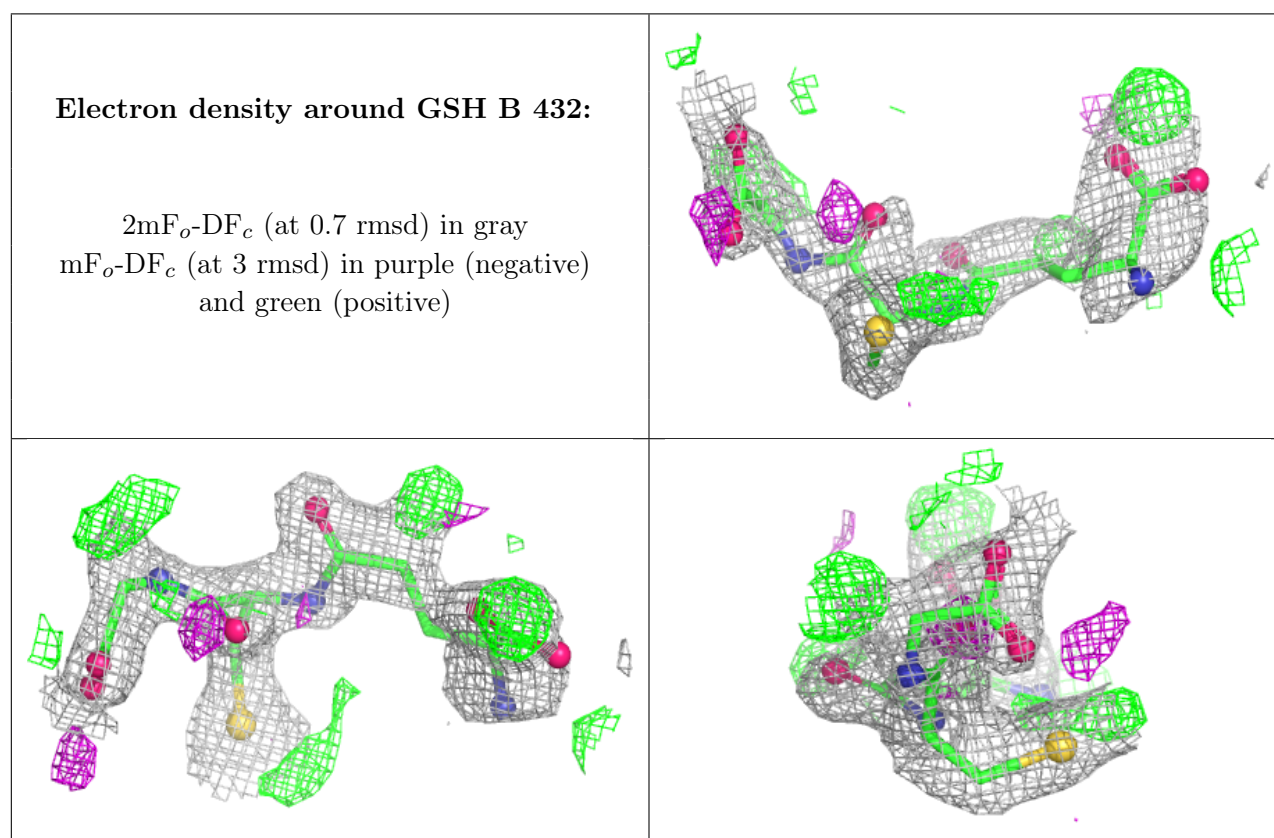 Electron density around GSH B 432:
2mFo-DFc (at 0.7 rmsd) in gray
mFo-DFc (at 3 rmsd) in purple (negative)
and green (positive)